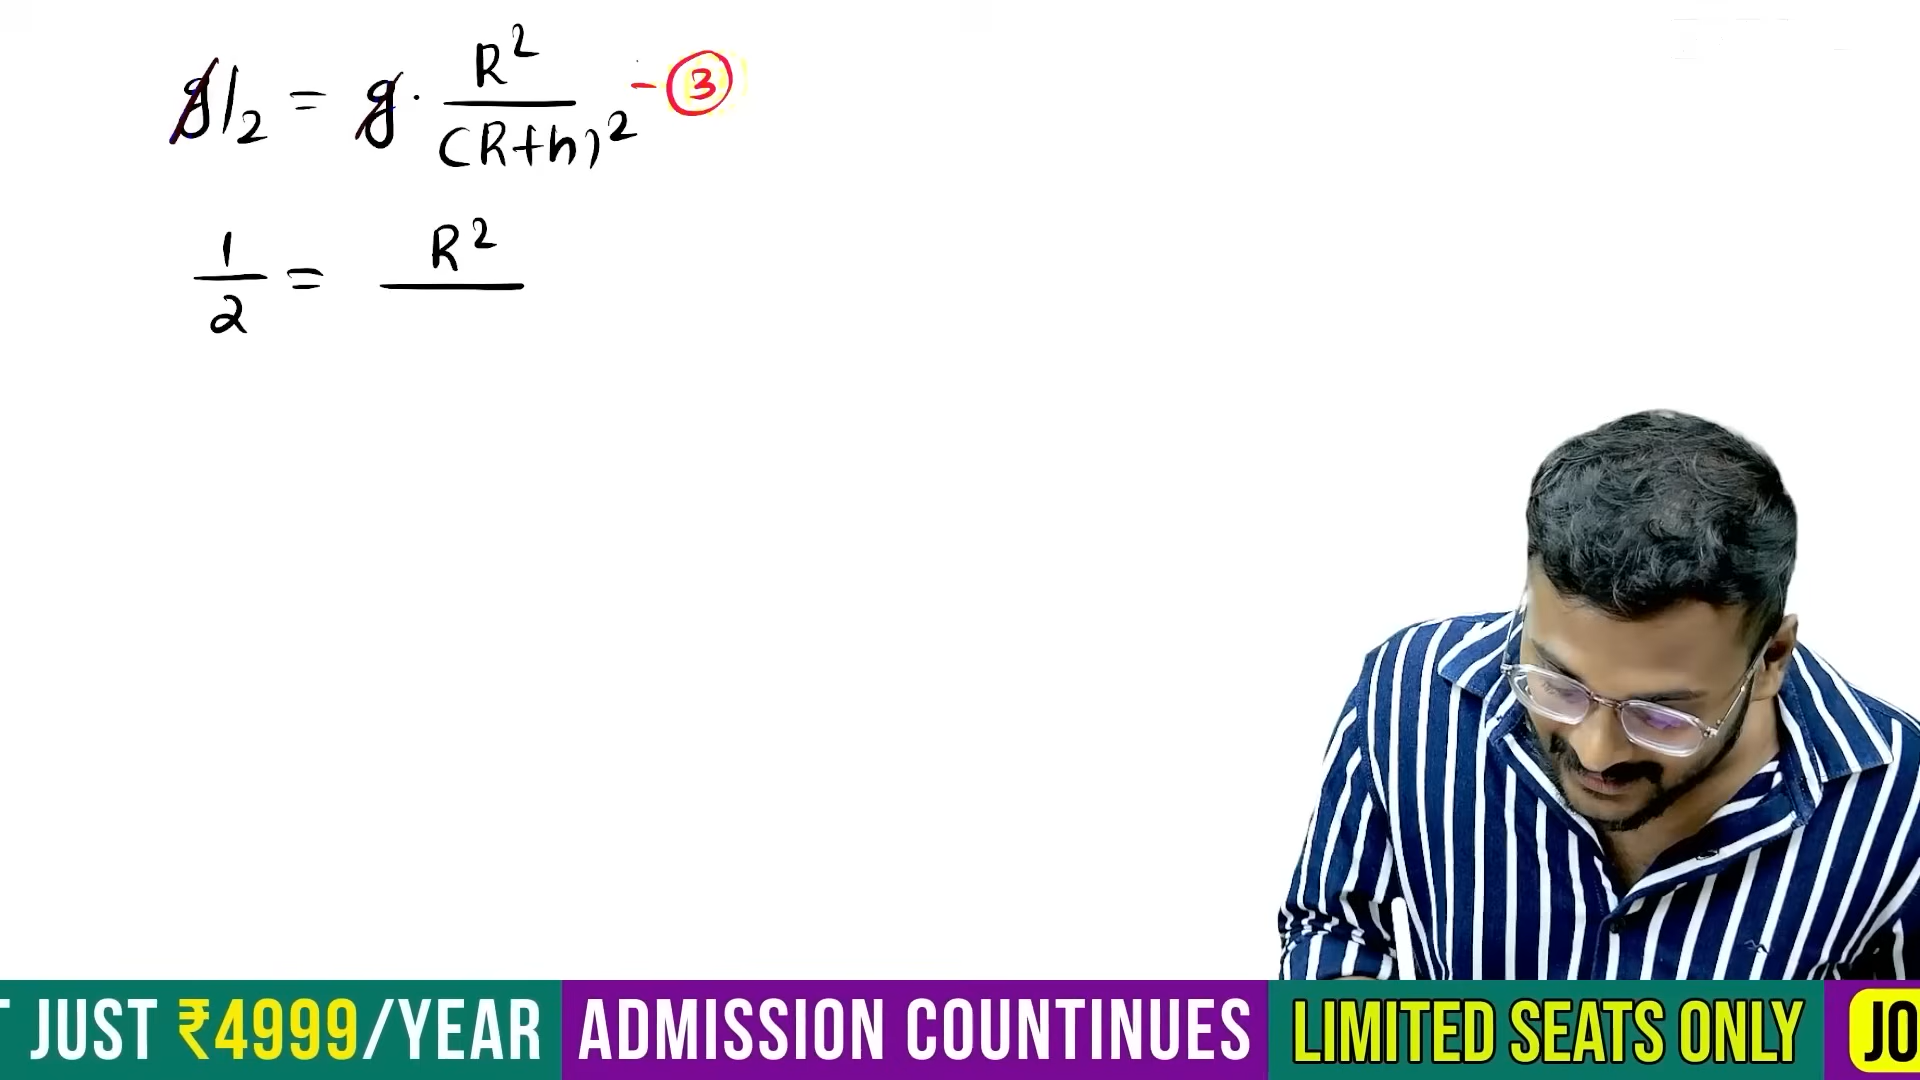 g/2 = g · R² / (R+h)² - ③
1/2 = R² /
T JUST ₹4999/YEAR ADMISSION COUNTINUES LIMITED SEATS ONLY JO